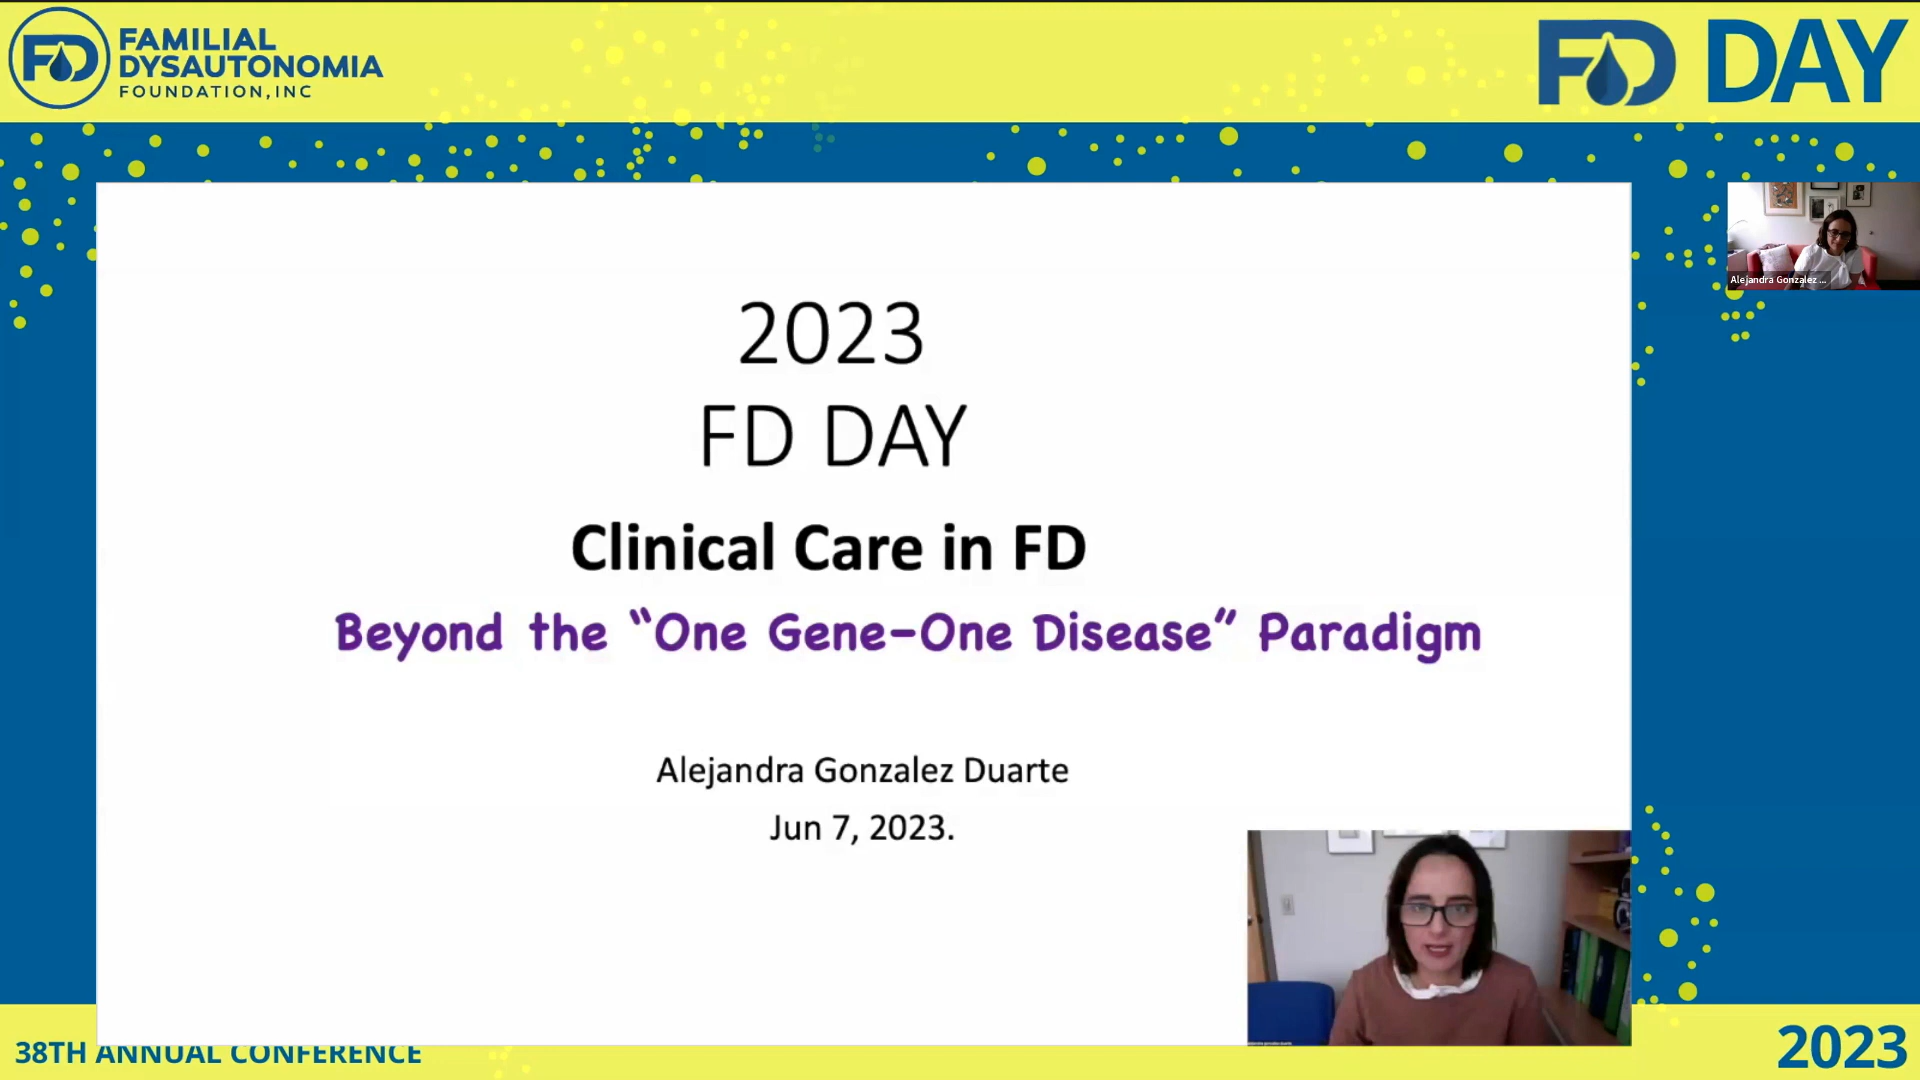 FAMILIAL
DYSAUTONOMIA
FOUNDATION, INC
FD DAY
Alejandra Gonzalez ...
2023
FD DAY
Clinical Care in FD
Beyond the “One Gene–One Disease” Paradigm
Alejandra Gonzalez Duarte
Jun 7, 2023.
38TH ANNUAL CONFERENCE
2023